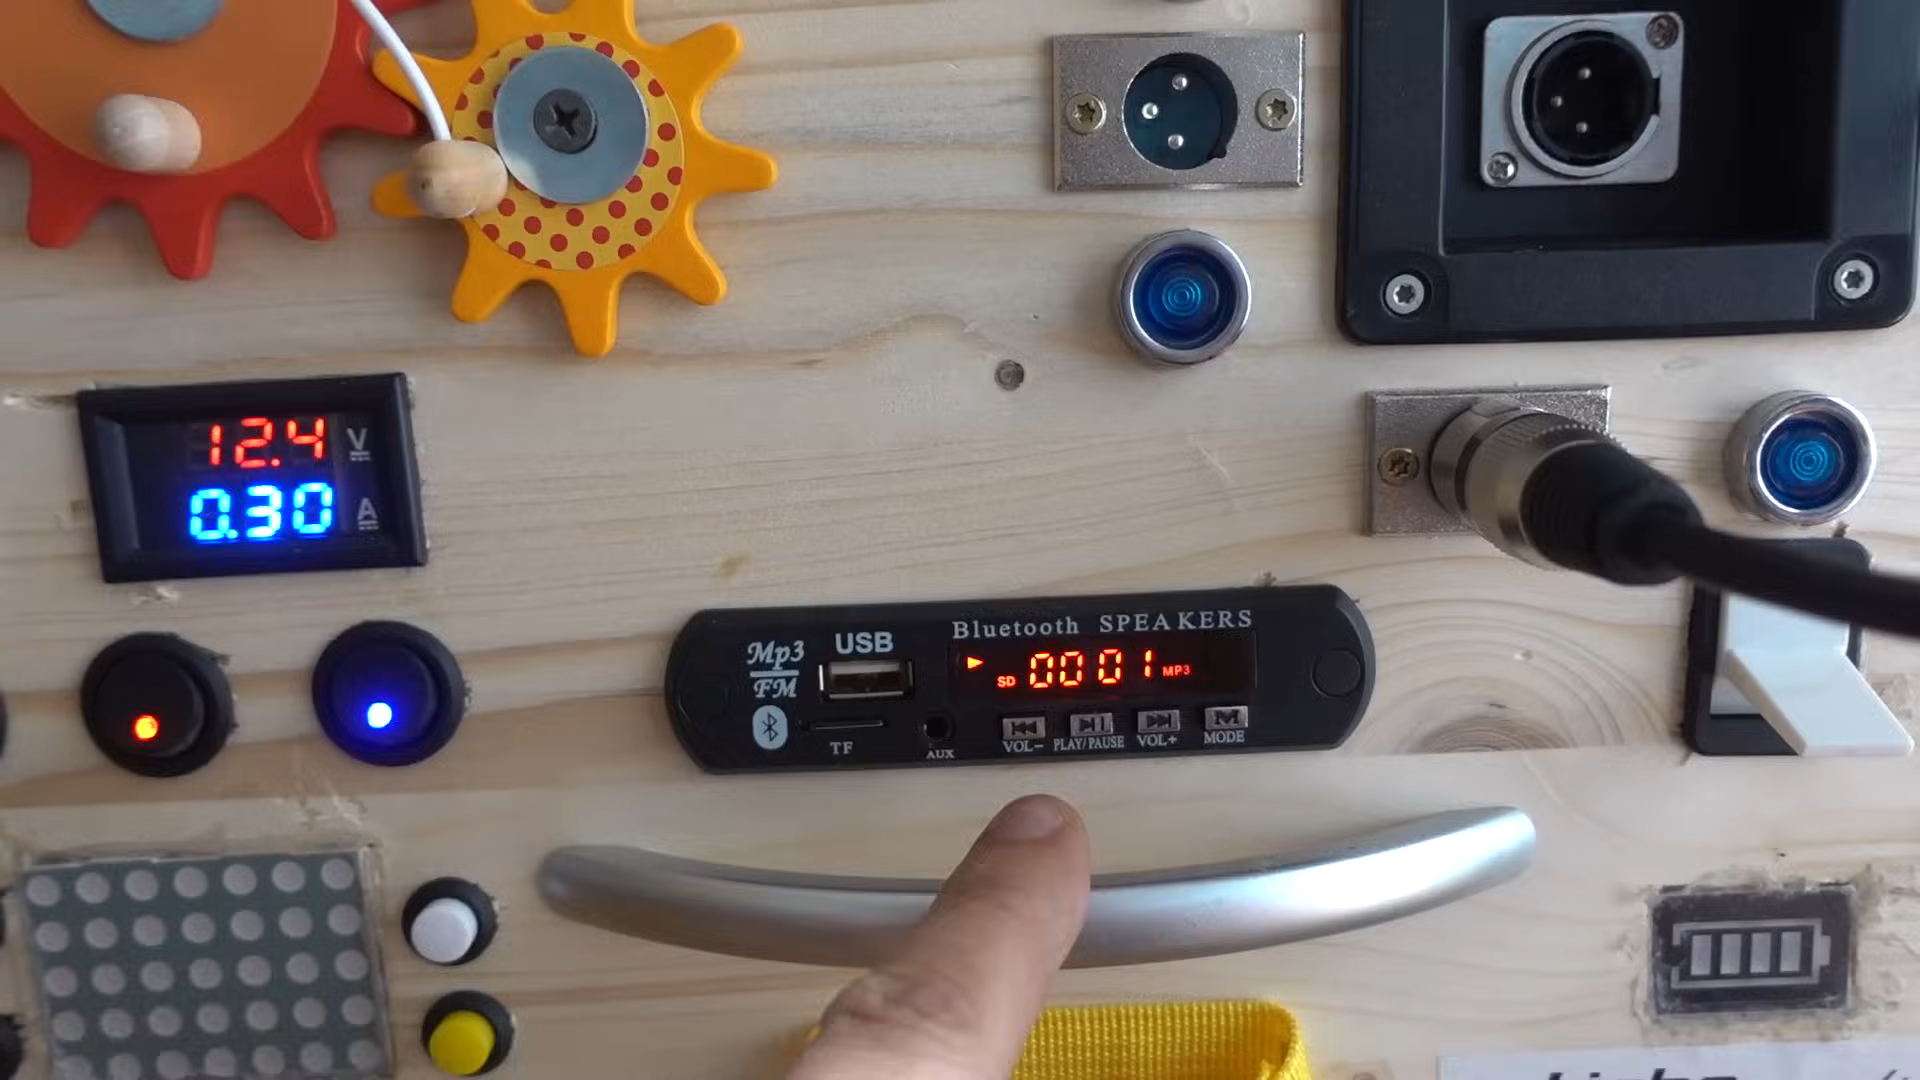 12.4 V
0.30 A
Bluetooth SPEAKERS
Mp3
FM
USB
SD 0001 MP3
TF
AUX
VOL-
PLAY/PAUSE
VOL+
M
MODE